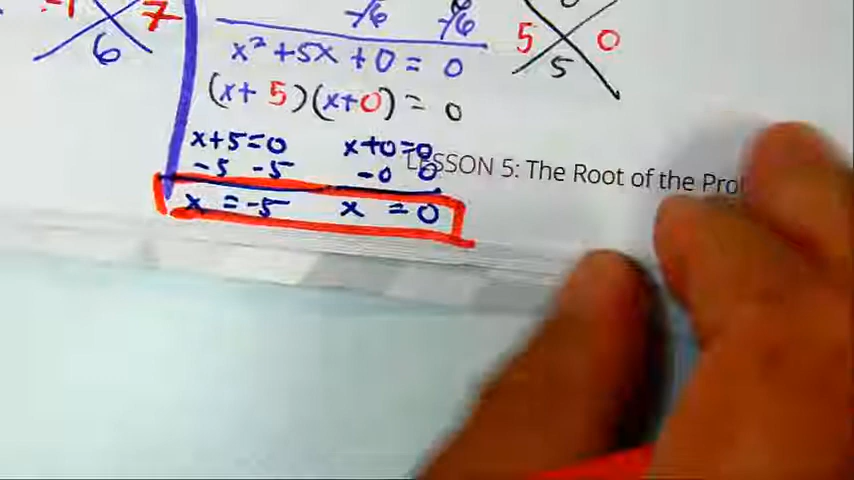 -1 7
6
-6 -6
5 0
5
x² + 5x + 0 = 0
(x + 5)(x + 0) = 0
x + 5 = 0 x + 0 = 0
-5 -5 -0 0
LESSON 5: The Root of the Pro
x = -5 x = 0